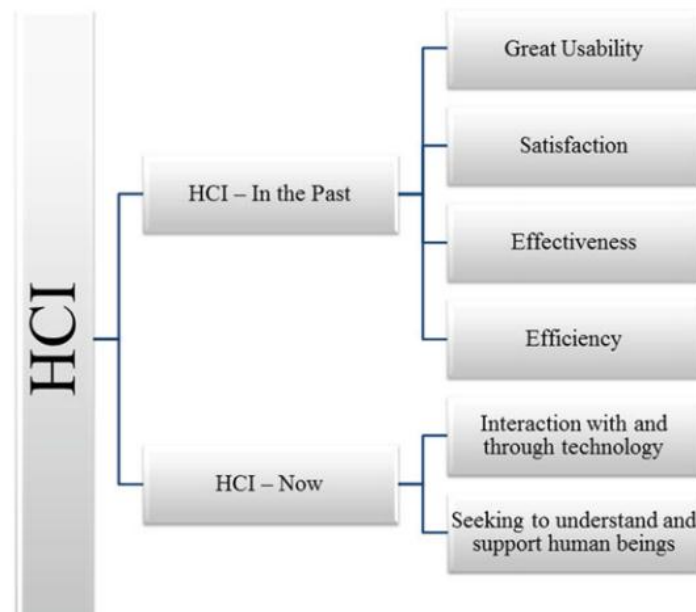 HCI
HCI – In the Past
Great Usability
Satisfaction
Effectiveness
Efficiency
HCI – Now
Interaction with and
through technology
Seeking to understand and
support human beings